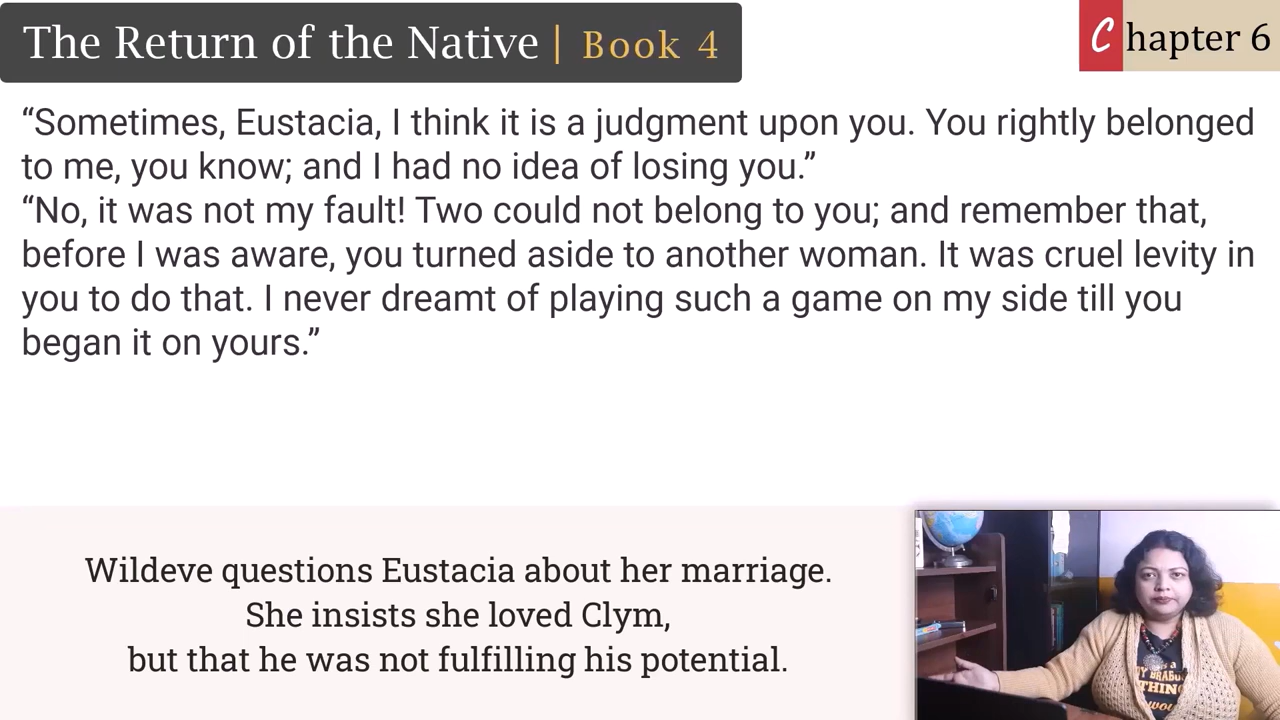 The Return of the Native | Book 4
Chapter 6
“Sometimes, Eustacia, I think it is a judgment upon you. You rightly belonged
to me, you know; and I had no idea of losing you.”
“No, it was not my fault! Two could not belong to you; and remember that,
before I was aware, you turned aside to another woman. It was cruel levity in
you to do that. I never dreamt of playing such a game on my side till you
began it on yours.”
Wildeve questions Eustacia about her marriage.
She insists she loved Clym,
but that he was not fulfilling his potential.
THING